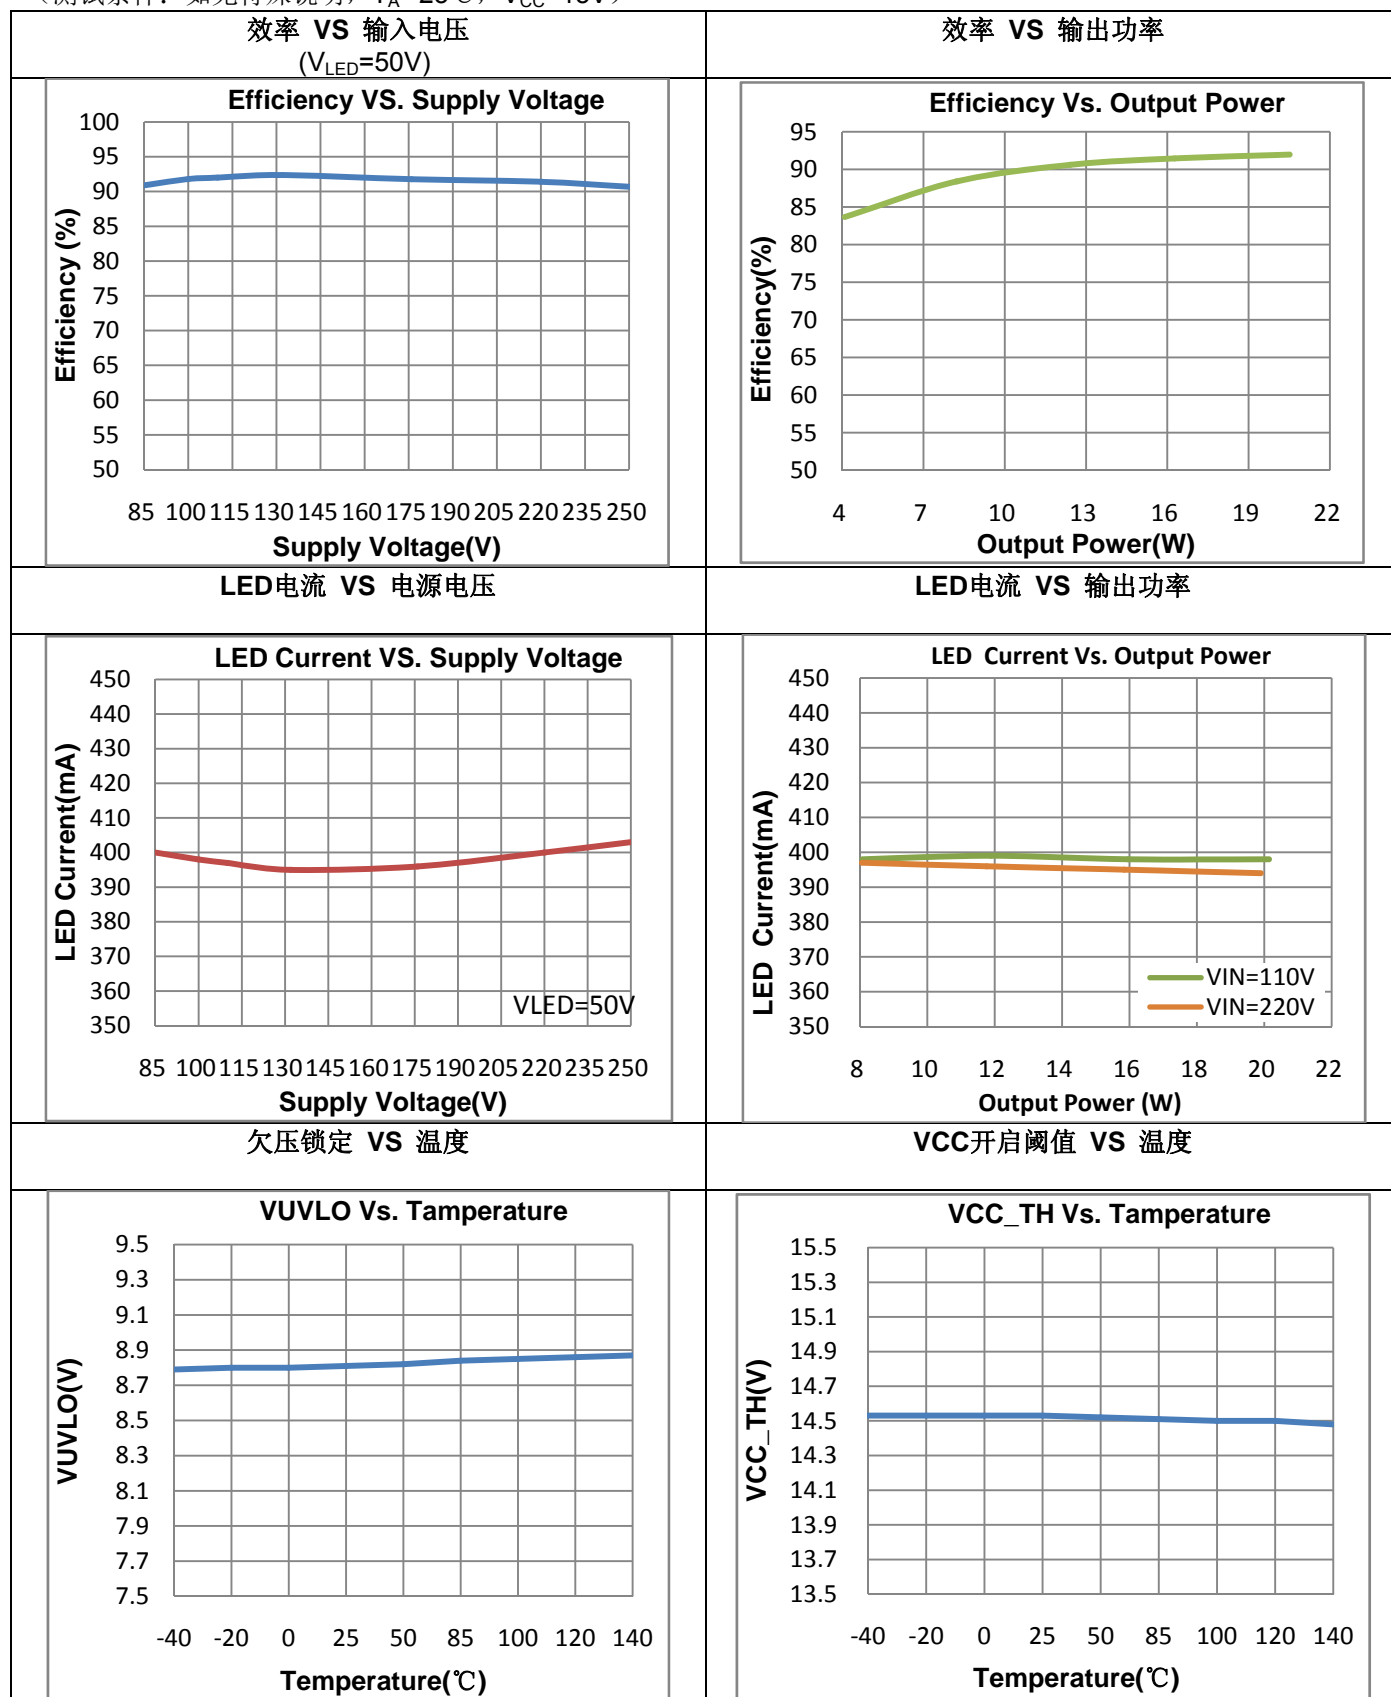 效率 VS 输入电压
(VLED=50V)
效率 VS 输出功率
Efficiency VS. Supply Voltage
100
95
90
85
80
75
70
65
60
55
50
Efficiency (%)
85 100 115 130 145 160 175 190 205 220 235 250
Supply Voltage(V)
Efficiency Vs. Output Power
95
90
85
80
75
70
65
60
55
50
Efficiency(%)
4 7 10 13 16 19 22
Output Power(W)
LED电流 VS 电源电压
LED电流 VS 输出功率
LED Current VS. Supply Voltage
450
440
430
420
410
400
390
380
370
360
350
LED Current(mA)
VLED=50V
85 100 115 130 145 160 175 190 205 220 235 250
Supply Voltage(V)
LED Current Vs. Output Power
450
440
430
420
410
400
390
380
370
360
350
LED Current(mA)
VIN=110V
VIN=220V
8 10 12 14 16 18 20 22
Output Power (W)
欠压锁定 VS 温度
VCC开启阈值 VS 温度
VUVLO Vs. Tamperature
9.5
9.3
9.1
8.9
8.7
8.5
8.3
8.1
7.9
7.7
7.5
VUVLO(V)
-40 -20 0 25 50 85 100 120 140
Temperature(℃)
VCC_TH Vs. Tamperature
15.5
15.3
15.1
14.9
14.7
14.5
14.3
14.1
13.9
13.7
13.5
VCC_TH(V)
-40 -20 0 25 50 85 100 120 140
Temperature(℃)